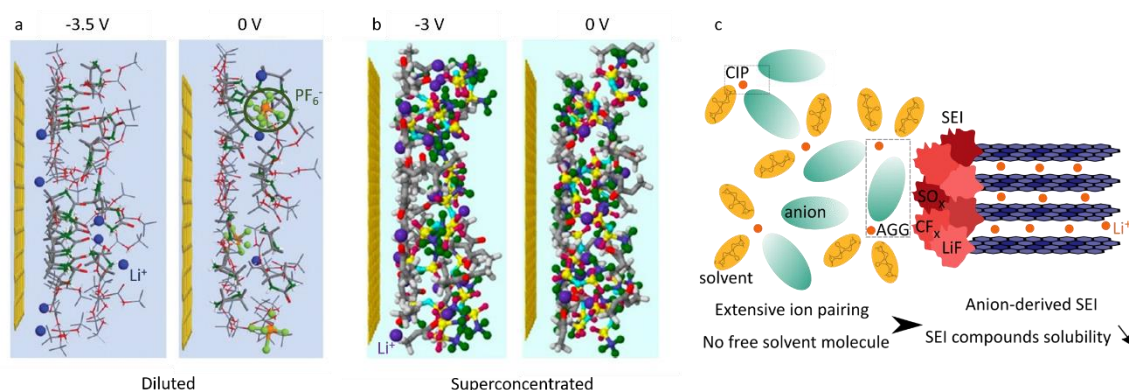 a
-3.5 V
0 V
PF₆⁻
Li⁺
Diluted
b
-3 V
0 V
Li⁺
Superconcentrated
c
CIP
SEI
SOₓ
anion
AGG
CFₓ
Li⁺
LiF
solvent
Extensive ion pairing
No free solvent molecule
Anion-derived SEI
SEI compounds solubility ↘